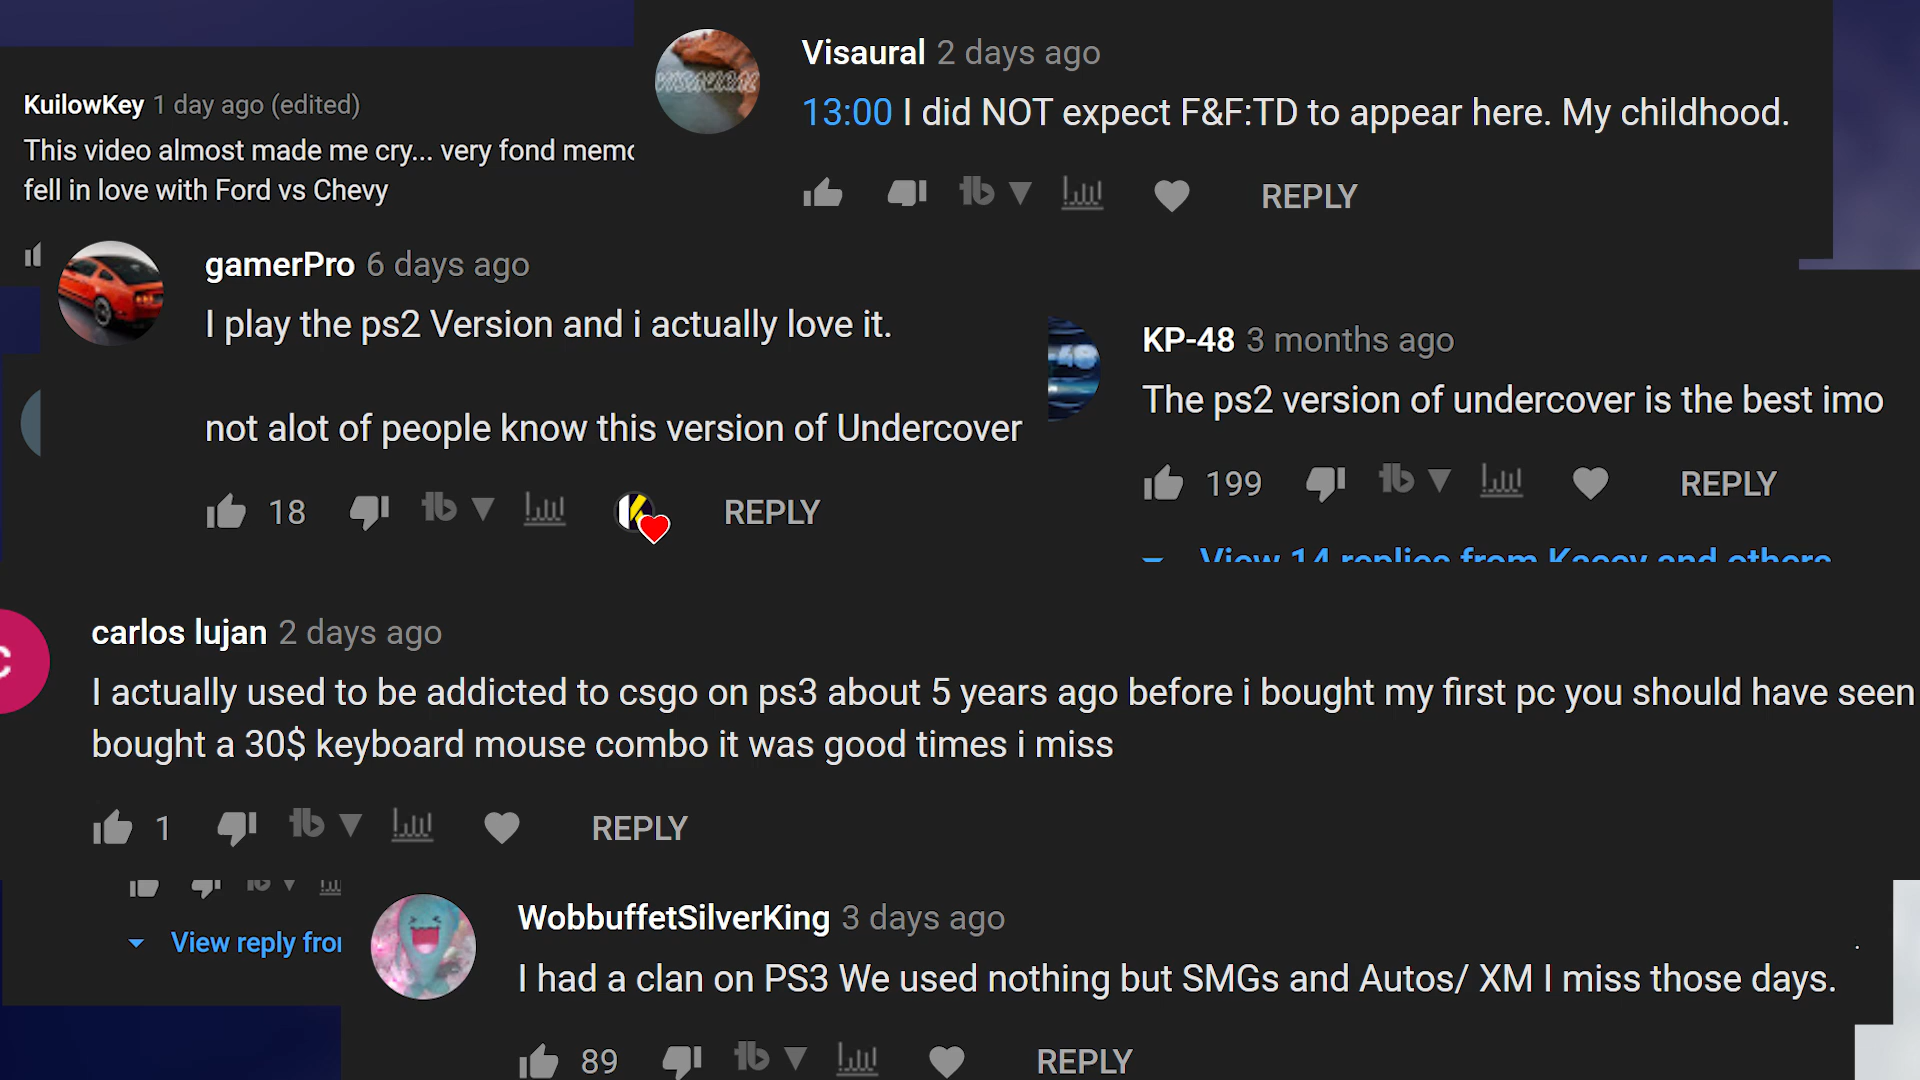 Visaural 2 days ago
13:00 I did NOT expect F&F:TD to appear here. My childhood.
REPLY
KuilowKey 1 day ago (edited)
This video almost made me cry... very fond
fell in love with Ford vs Chevy
gamerPro 6 days ago
I play the ps2 Version and i actually love it.
not alot of people know this version of Undercover
18 REPLY
KP-48 3 months ago
The ps2 version of undercover is the best imo
199 REPLY
View 14 replies from Kacey and others
carlos lujan 2 days ago
I actually used to be addicted to csgo on ps3 about 5 years ago before i bought my first pc you should have seen
bought a 30$ keyboard mouse combo it was good times i miss
1 REPLY
View reply
WobbuffetSilverKing 3 days ago
I had a clan on PS3 We used nothing but SMGs and Autos/ XM I miss those days.
89 REPLY